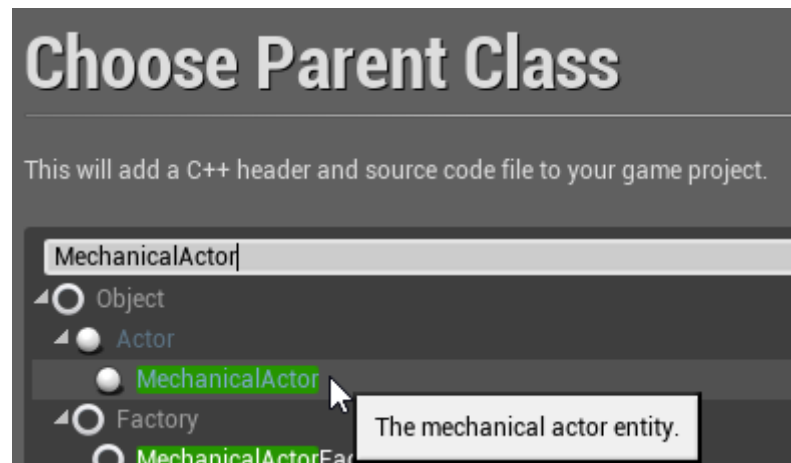 Choose Parent Class
This will add a C++ header and source code file to your game project.
MechanicalActor
Object
Actor
MechanicalActor
Factory
The mechanical actor entity.
MechanicalActorFac